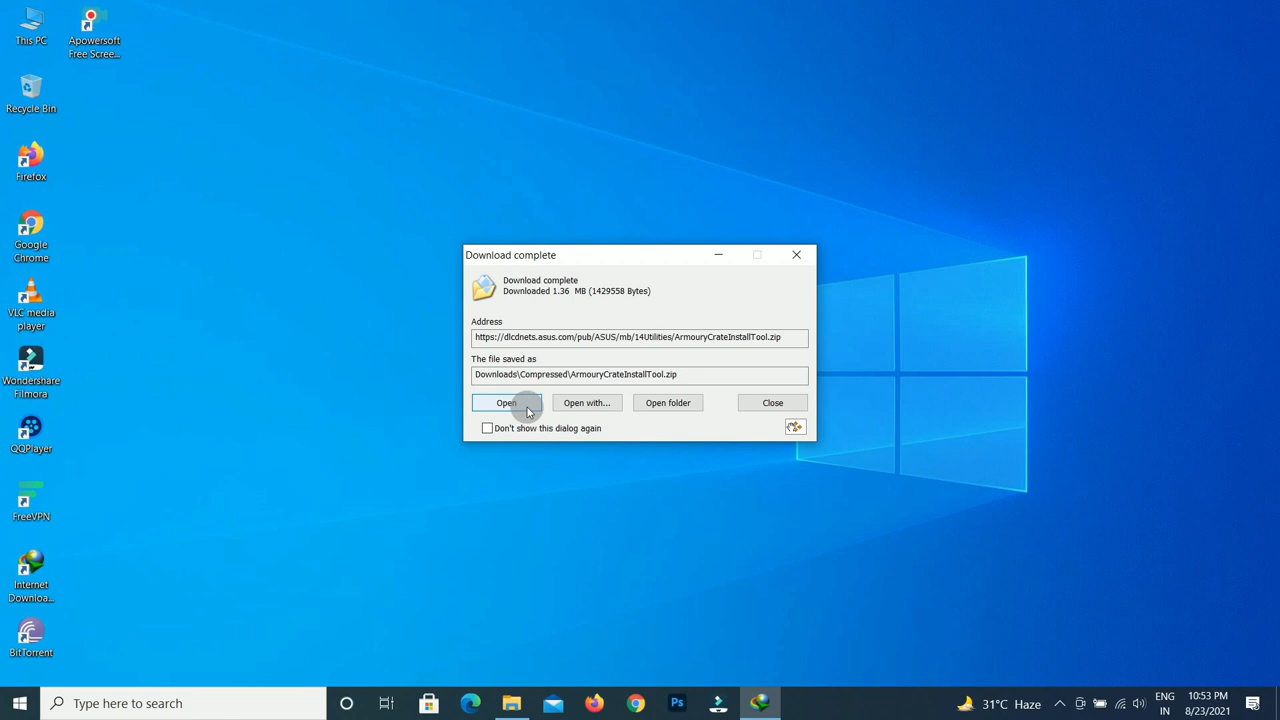 This PC
Apowersoft
Free Scree...
Recycle Bin
Firefox
Google
Chrome
VLC media
player
Wondershare
Filmora
QQPlayer
FreeVPN
Internet
Downloa...
BitTorrent
Download complete
Download complete
Downloaded 1.36 MB (1429558 Bytes)
Address
https://dlcdnets.asus.com/pub/ASUS/mb/14Utilities/ArmouryCrateInstallTool.zip
The file saved as
Downloads\Compressed\ArmouryCrateInstallTool.zip
Open
Open with...
Open folder
Close
Don't show this dialog again
Type here to search
Ps
31°C Haze
ENG
IN
10:53 PM
8/23/2021